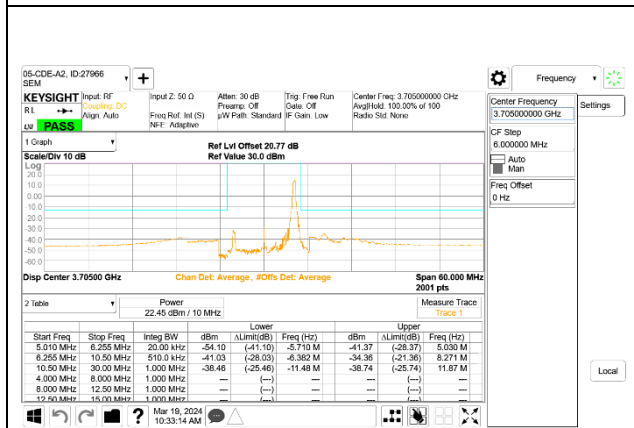 05-CDE-A2, ID:27966
SEM
Frequency
KEYSIGHT Input: RF Input Z: 50 Ω Atten: 30 dB Trig: Free Run Center Freq: 3.705000000 GHz
R L Coupling: DC Preamp: Off Gate: Off Avg|Hold: 100.00% of 100
Align: Auto Freq Ref: Int (S) µW Path: Standard IF Gain: Low Radio Std: None
NFE: Adaptive
PASS
Center Frequency
3.705000000 GHz
Settings
CF Step
6.000000 MHz
Auto
Man
Freq Offset
0 Hz
1 Graph
Ref Lvl Offset 20.77 dB
Scale/Div 10 dB Ref Value 30.0 dBm
Log
20.0
10.0
0.00
-10.0
-20.0
-30.0
-40.0
-50.0
-60.0
Disp Center 3.70500 GHz Chan Det: Average, #Offs Det: Average Span 60.000 MHz
2001 pts
2 Table Power Measure Trace
22.45 dBm / 10 MHz Trace 1
Lower Upper
Start Freq Stop Freq Integ BW dBm ΔLimit(dB) Freq (Hz) dBm ΔLimit(dB) Freq (Hz)
5.010 MHz 6.255 MHz 20.00 kHz -54.10 (-41.10) -5.710 M -41.37 (-28.37) 5.030 M
6.255 MHz 10.50 MHz 510.0 kHz -41.03 (-28.03) -6.382 M -34.36 (-21.36) 8.271 M
10.50 MHz 30.00 MHz 1.000 MHz -38.46 (-25.46) -11.48 M -38.74 (-25.74) 11.87 M
4.000 MHz 8.000 MHz 1.000 MHz --- (---) --- --- (---) ---
8.000 MHz 12.50 MHz 1.000 MHz --- (---) --- --- (---) ---
12.50 MHz 15.00 MHz 1.000 MHz --- (---) --- --- (---) ---
Local
? Mar 19, 2024
10:33:14 AM